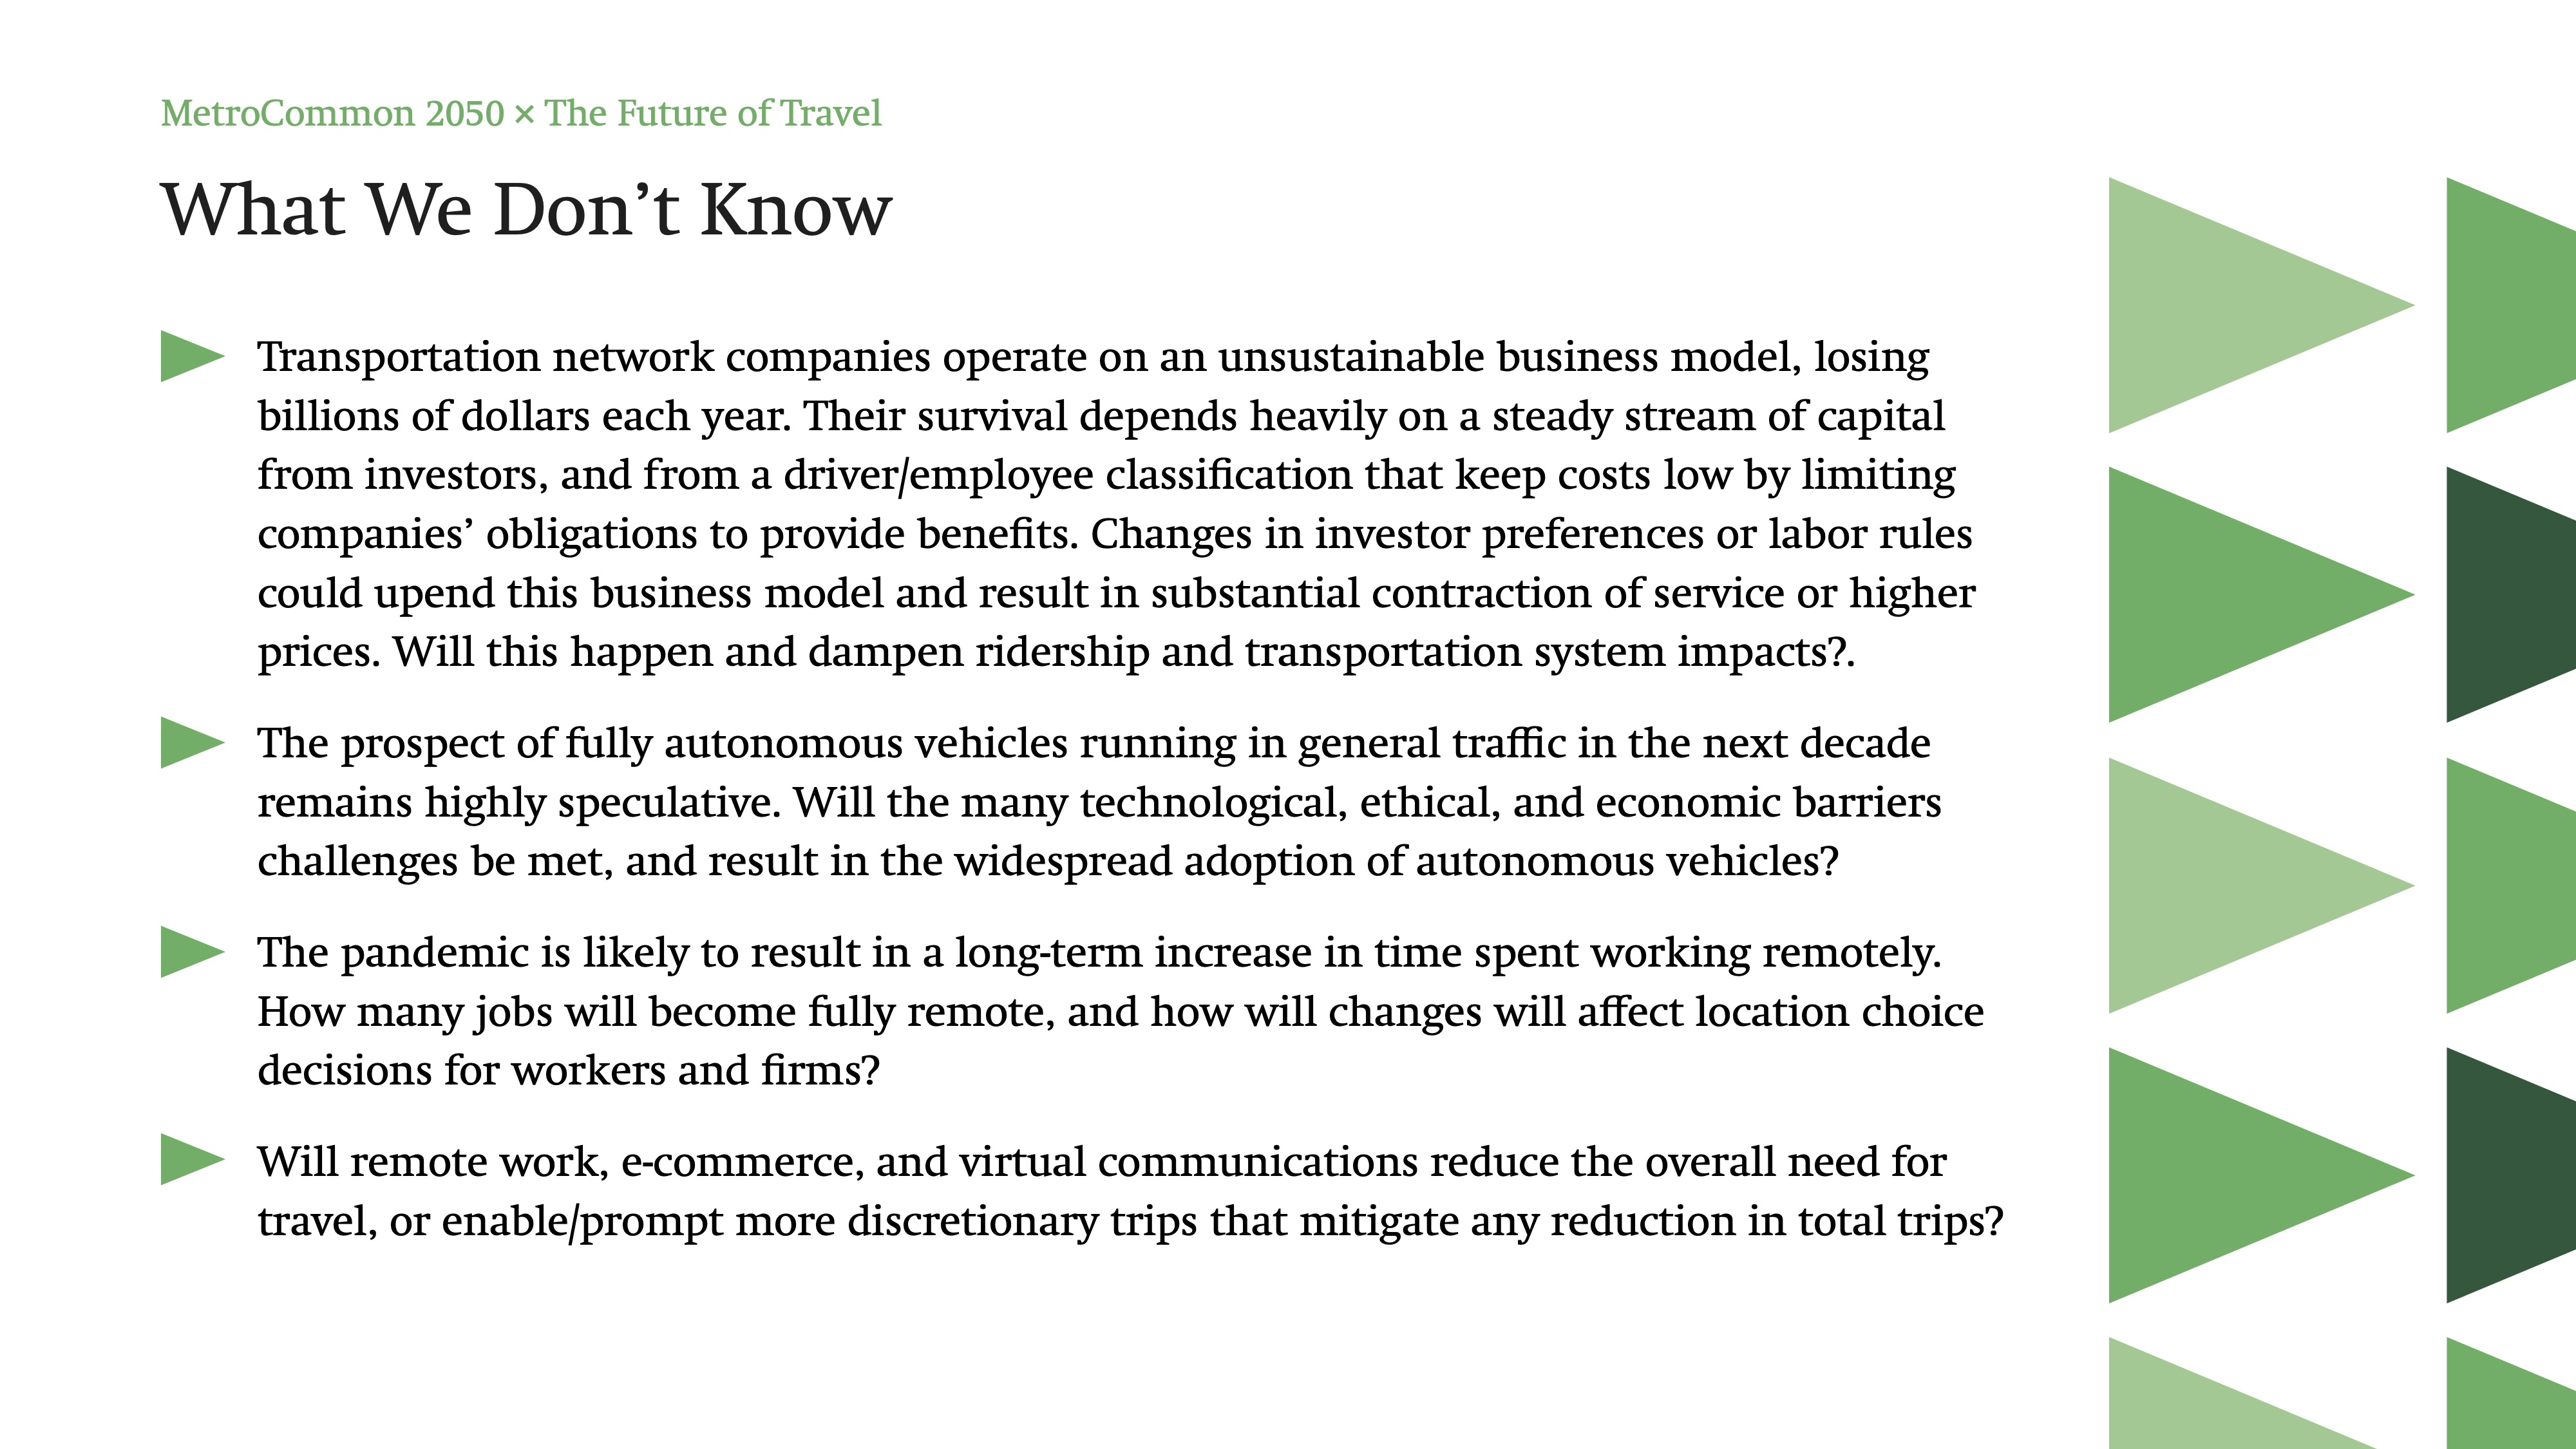 MetroCommon 2050 × The Future of Travel
What We Don’t Know
Transportation network companies operate on an unsustainable business model, losing
billions of dollars each year. Their survival depends heavily on a steady stream of capital
from investors, and from a driver/employee classification that keep costs low by limiting
companies’ obligations to provide benefits. Changes in investor preferences or labor rules
could upend this business model and result in substantial contraction of service or higher
prices. Will this happen and dampen ridership and transportation system impacts?.
The prospect of fully autonomous vehicles running in general traffic in the next decade
remains highly speculative. Will the many technological, ethical, and economic barriers
challenges be met, and result in the widespread adoption of autonomous vehicles?
The pandemic is likely to result in a long-term increase in time spent working remotely.
How many jobs will become fully remote, and how will changes will affect location choice
decisions for workers and firms?
Will remote work, e-commerce, and virtual communications reduce the overall need for
travel, or enable/prompt more discretionary trips that mitigate any reduction in total trips?